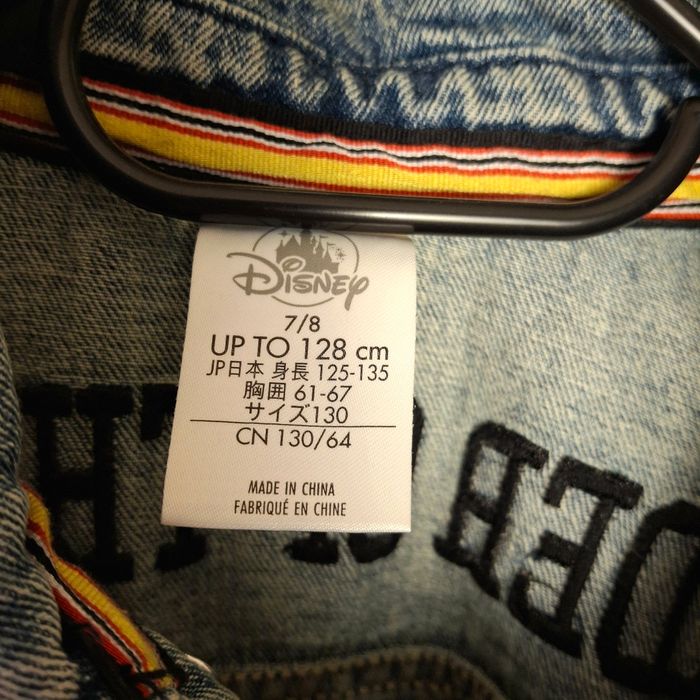 DISNEY
7/8
UP TO 128 cm
JP日本 身長 125-135
胸囲 61-67
サイズ130
CN 130/64
MADE IN CHINA
FABRIQUÉ EN CHINE